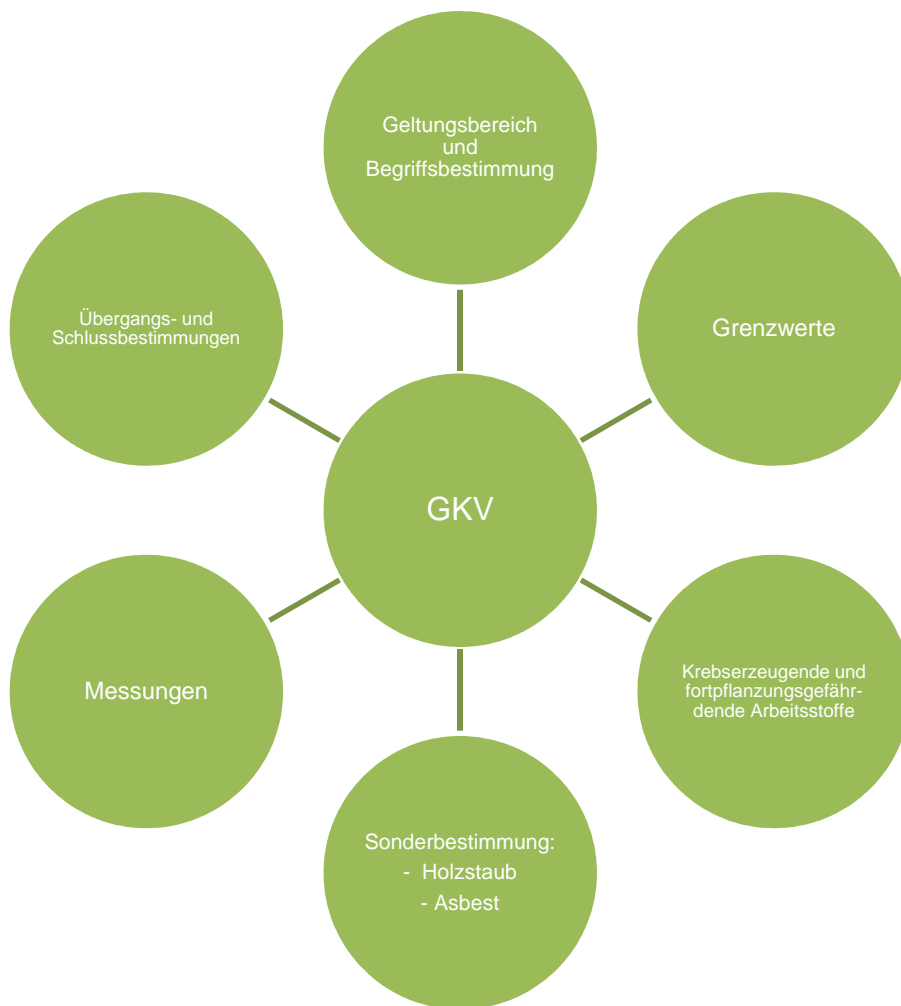 Geltungsbereich
und
Begriffsbestimmung
Übergangs- und
Schlussbestimmungen
Grenzwerte
GKV
Messungen
Krebserzeugende und
fortpflanzungsgefähr-
dende Arbeitsstoffe
Sonderbestimmung:
- Holzstaub
- Asbest